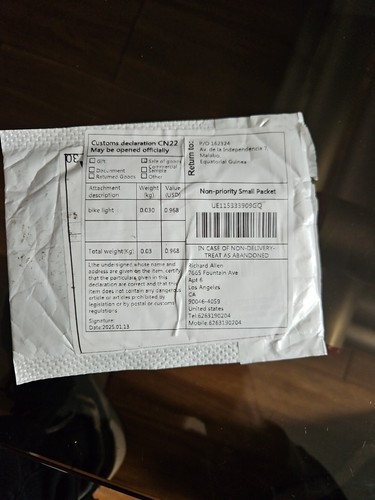 Customs declaration CN22
May be opened officially
Gift
Sale of goods
Commercial
Document
Sample
Returned Goods
Other
Attachment description
Weight (kg)
Value (USD)
bike light
0.030
0.968
Total weight(Kg)
0.03
0.968
I,the undersigned,whose name and
address are given on the item certify
that the particulars given in this
declaration are correct and that this
item does not contain any dangerous
article or articles prohibited by
legislation or by postal or customs
regulations
Signature:
Date:2025.01.13
Return to:
P/O 182924
Av. de la Independencia
Malabo,
Equatorial Guinea
Non-priority Small Packet
UE115333909GQ
IN CASE OF NON-DELIVERY-
TREAT AS ABANDONED
Richard Allen
7665 Fountain Ave
Apt 6
Los Angeles
CA
90046-4059
United states
Tel:6263130204
Mobile:6263130204